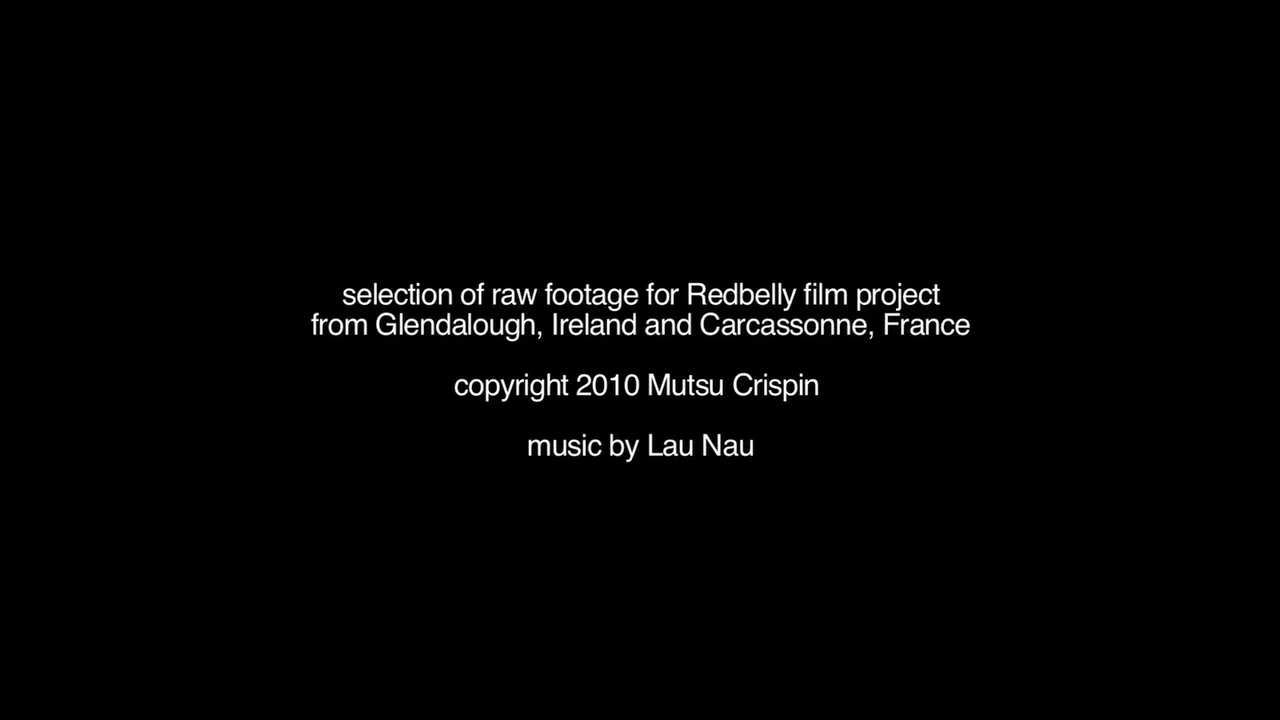 selection of raw footage for Redbelly film project
from Glendalough, Ireland and Carcassonne, France
copyright 2010 Mutsu Crispin
music by Lau Nau